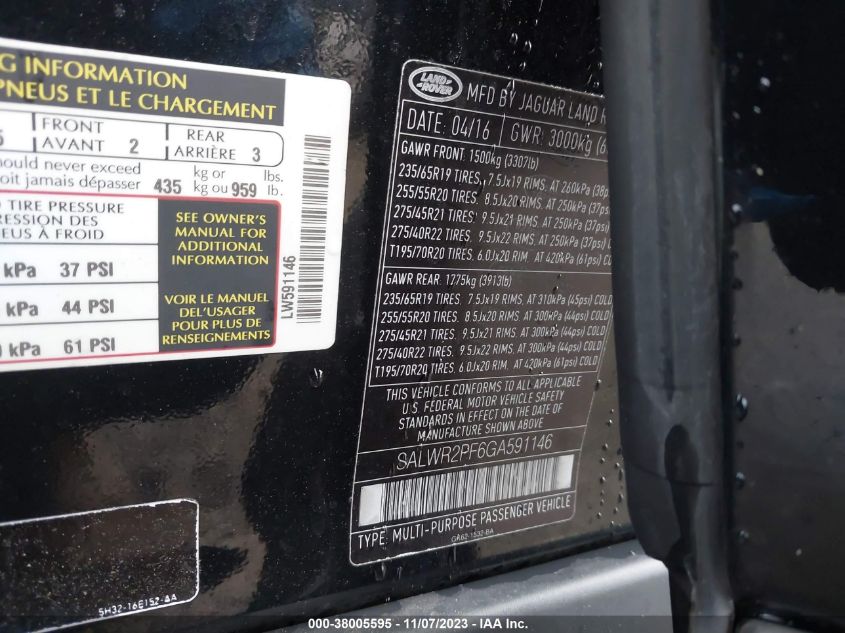 G INFORMATION
PNEUS ET LE CHARGEMENT
5 FRONT AVANT 2 REAR ARRIÈRE 3
hould never exceed
oit jamais dépasser 435 kg ou 959 lbs. lb.
TIRE PRESSURE
RESSION DES
EUS À FROID
kPa 37 PSI
kPa 44 PSI
0 kPa 61 PSI
SEE OWNER'S
MANUAL FOR
ADDITIONAL
INFORMATION
VOIR LE MANUEL
DEL'USAGER
POUR PLUS DE
RENSEIGNEMENTS
LW591146
LAND ROVER
MFD BY JAGUAR LAND R
DATE: 04/16 GWR: 3000kg (6
GAWR FRONT: 1500kg (3307lb)
235/65R19 TIRES, 7.5Jx19 RIMS, AT 260kPa (38p
255/55R20 TIRES, 8.5Jx20 RIMS, AT 250kPa (37psi
275/45R21 TIRES, 9.5Jx21 RIMS, AT 250kPa (37psi)
275/40R22 TIRES, 9.5Jx22 RIMS, AT 250kPa (37psi)
T195/70R20 TIRES, 6.0Jx20 RIM, AT 420kPa (61psi) C
GAWR REAR: 1775kg (3913lb)
235/65R19 TIRES, 7.5Jx19 RIMS, AT 310kPa (45psi) COLD
255/55R20 TIRES, 8.5Jx20 RIMS, AT 300kPa (44psi) COLD
275/45R21 TIRES, 9.5Jx21 RIMS, AT 300kPa (44psi) COLD
275/40R22 TIRES, 9.5Jx22 RIMS, AT 300kPa (44psi) COLD
T195/70R20 TIRES, 6.0Jx20 RIM, AT 420kPa (61psi) COLD
THIS VEHICLE CONFORMS TO ALL APPLICABLE
U.S. FEDERAL MOTOR VEHICLE SAFETY
STANDARDS IN EFFECT ON THE DATE OF
MANUFACTURE SHOWN ABOVE
SALWR2PF6GA591146
TYPE: MULTI-PURPOSE PASSENGER VEHICLE
GK62-1532-BA
5H32-16E152-AA
000-38005595 - 11/07/2023 - IAA Inc.